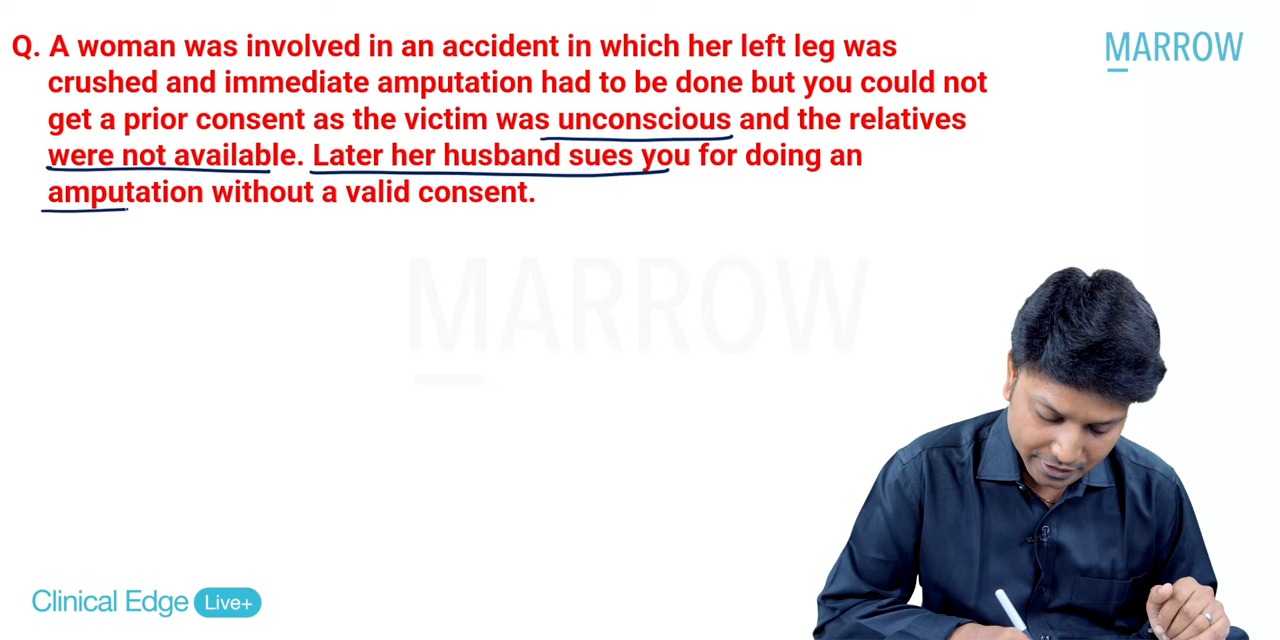 Q. A woman was involved in an accident in which her left leg was
crushed and immediate amputation had to be done but you could not
get a prior consent as the victim was unconscious and the relatives
were not available. Later her husband sues you for doing an
amputation without a valid consent.
MARROW
MARROW
Clinical Edge Live+